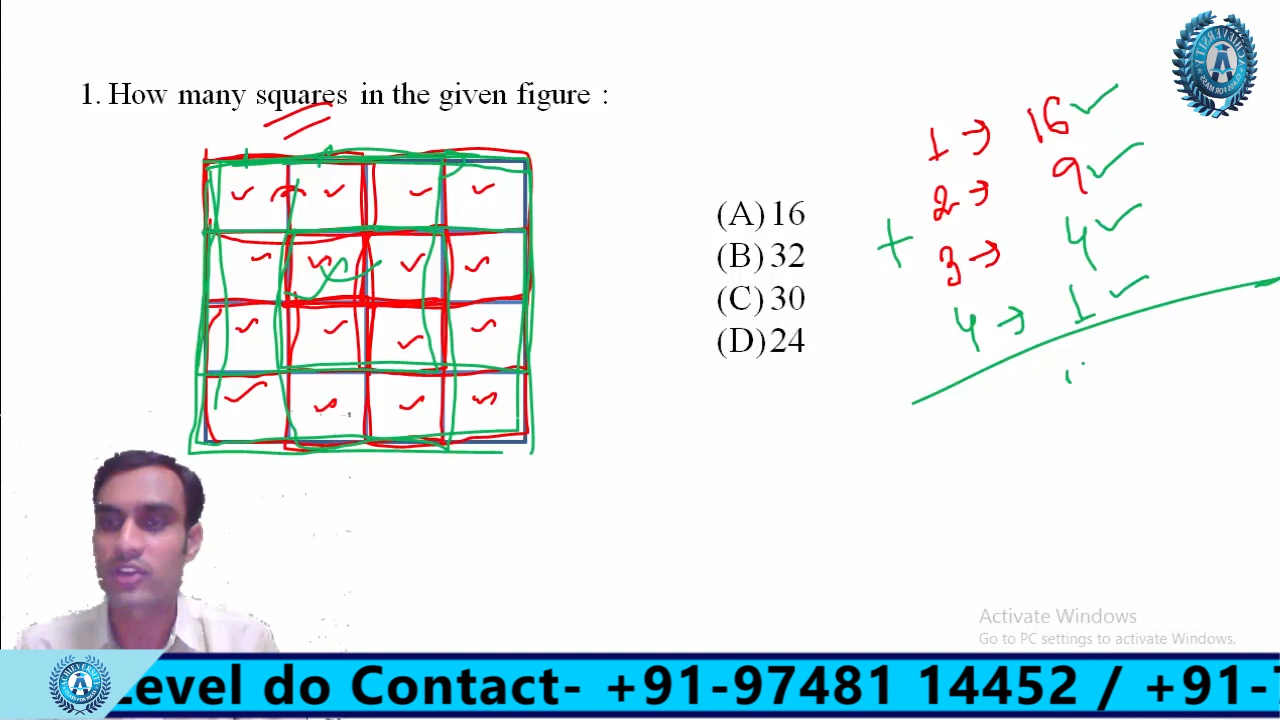 1. How many squares in the given figure :
(A) 16
(B) 32
(C) 30
(D) 24
1 → 16 ✓
2 → 9 ✓
+
3 → 4 ✓
4 → 1 ✓
Activate Windows
Go to PC settings to activate Windows.
Level do Contact- +91-97481 14452 / +91-